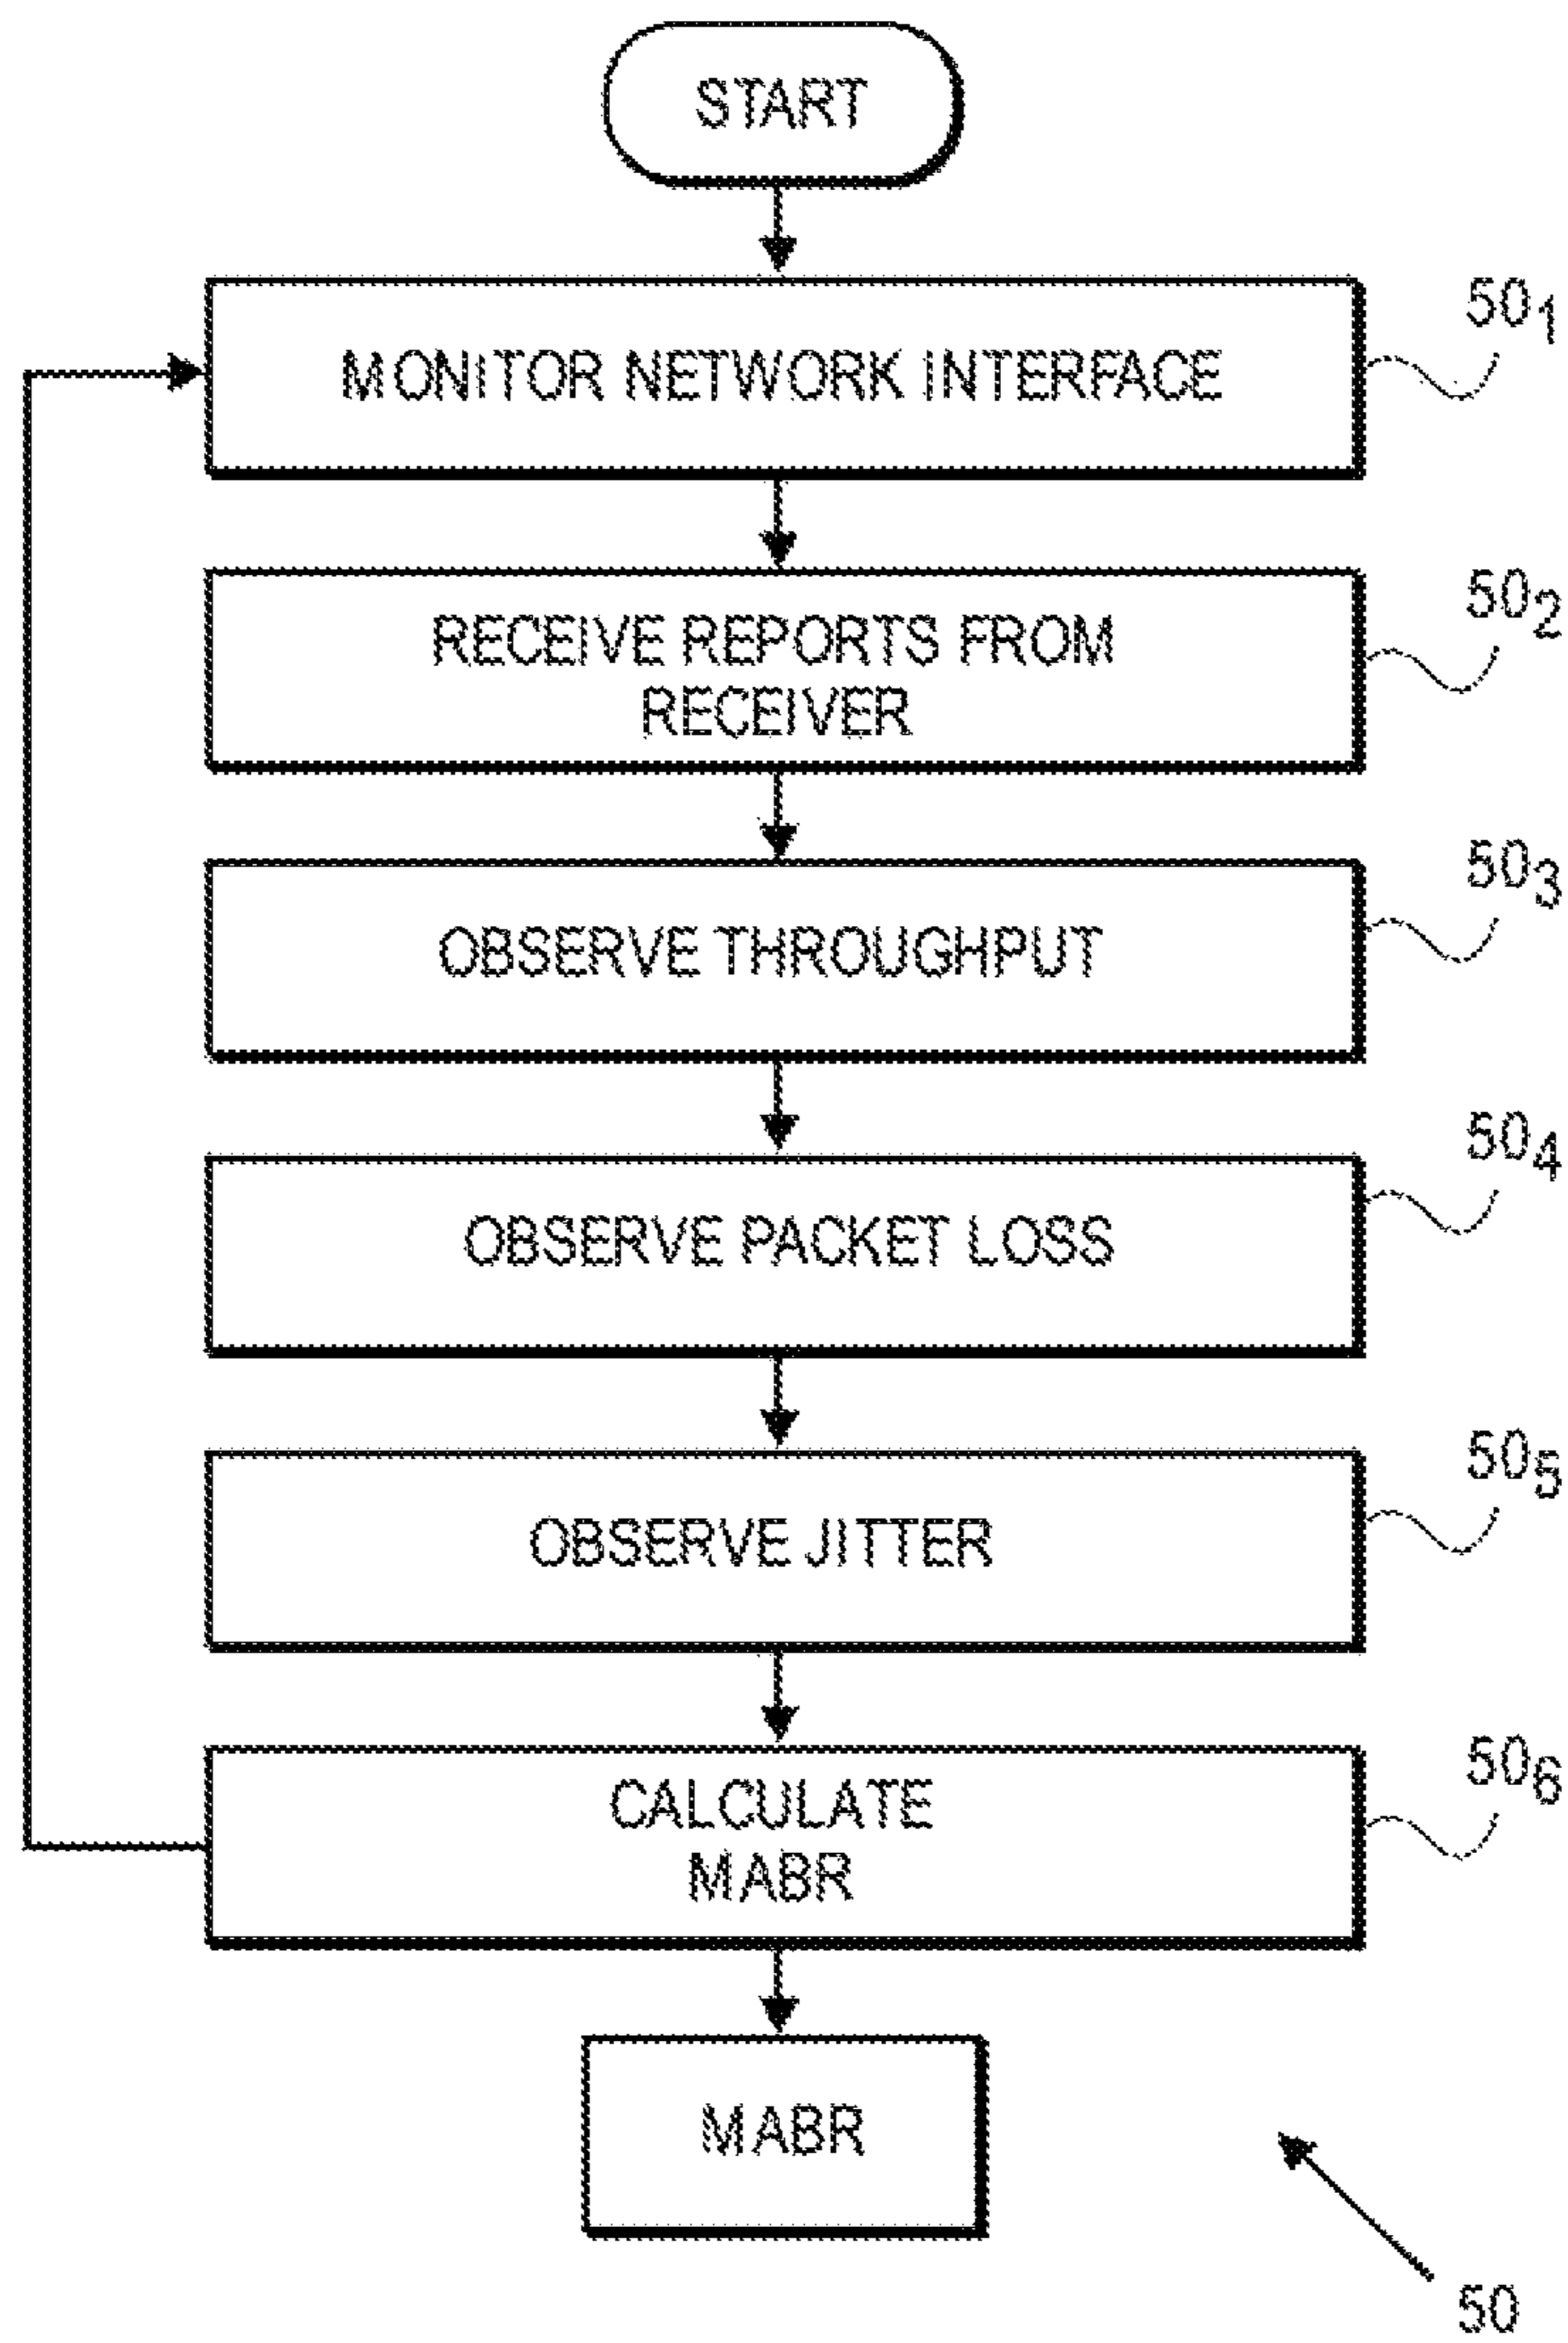 START
MONITOR NETWORK INTERFACE
50₁
RECEIVE REPORTS FROM
RECEIVER
50₂
OBSERVE THROUGHPUT
50₃
OBSERVE PACKET LOSS
50₄
OBSERVE JITTER
50₅
CALCULATE
MABR
50₆
MABR
50